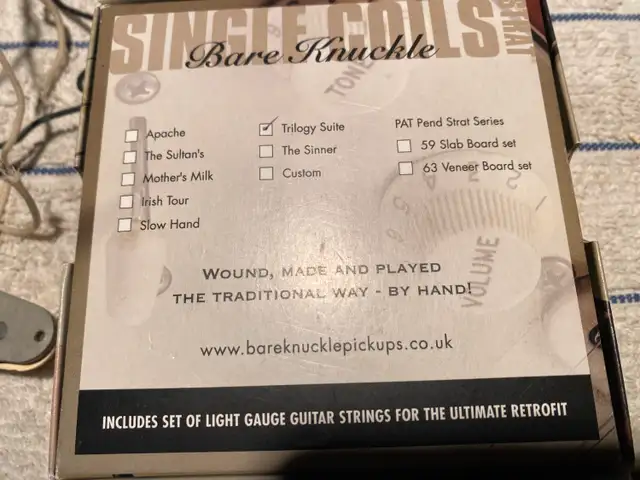 SINGLE COILS
STRAT
Bare Knuckle
TONE
Apache
The Sultan's
Mother's Milk
Irish Tour
Slow Hand
Trilogy Suite
The Sinner
Custom
PAT Pend Strat Series
59 Slab Board set
63 Veneer Board set
VOLUME
WOUND, MADE AND PLAYED
THE TRADITIONAL WAY - BY HAND!
www.bareknucklepickups.co.uk
INCLUDES SET OF LIGHT GAUGE GUITAR STRINGS FOR THE ULTIMATE RETROFIT